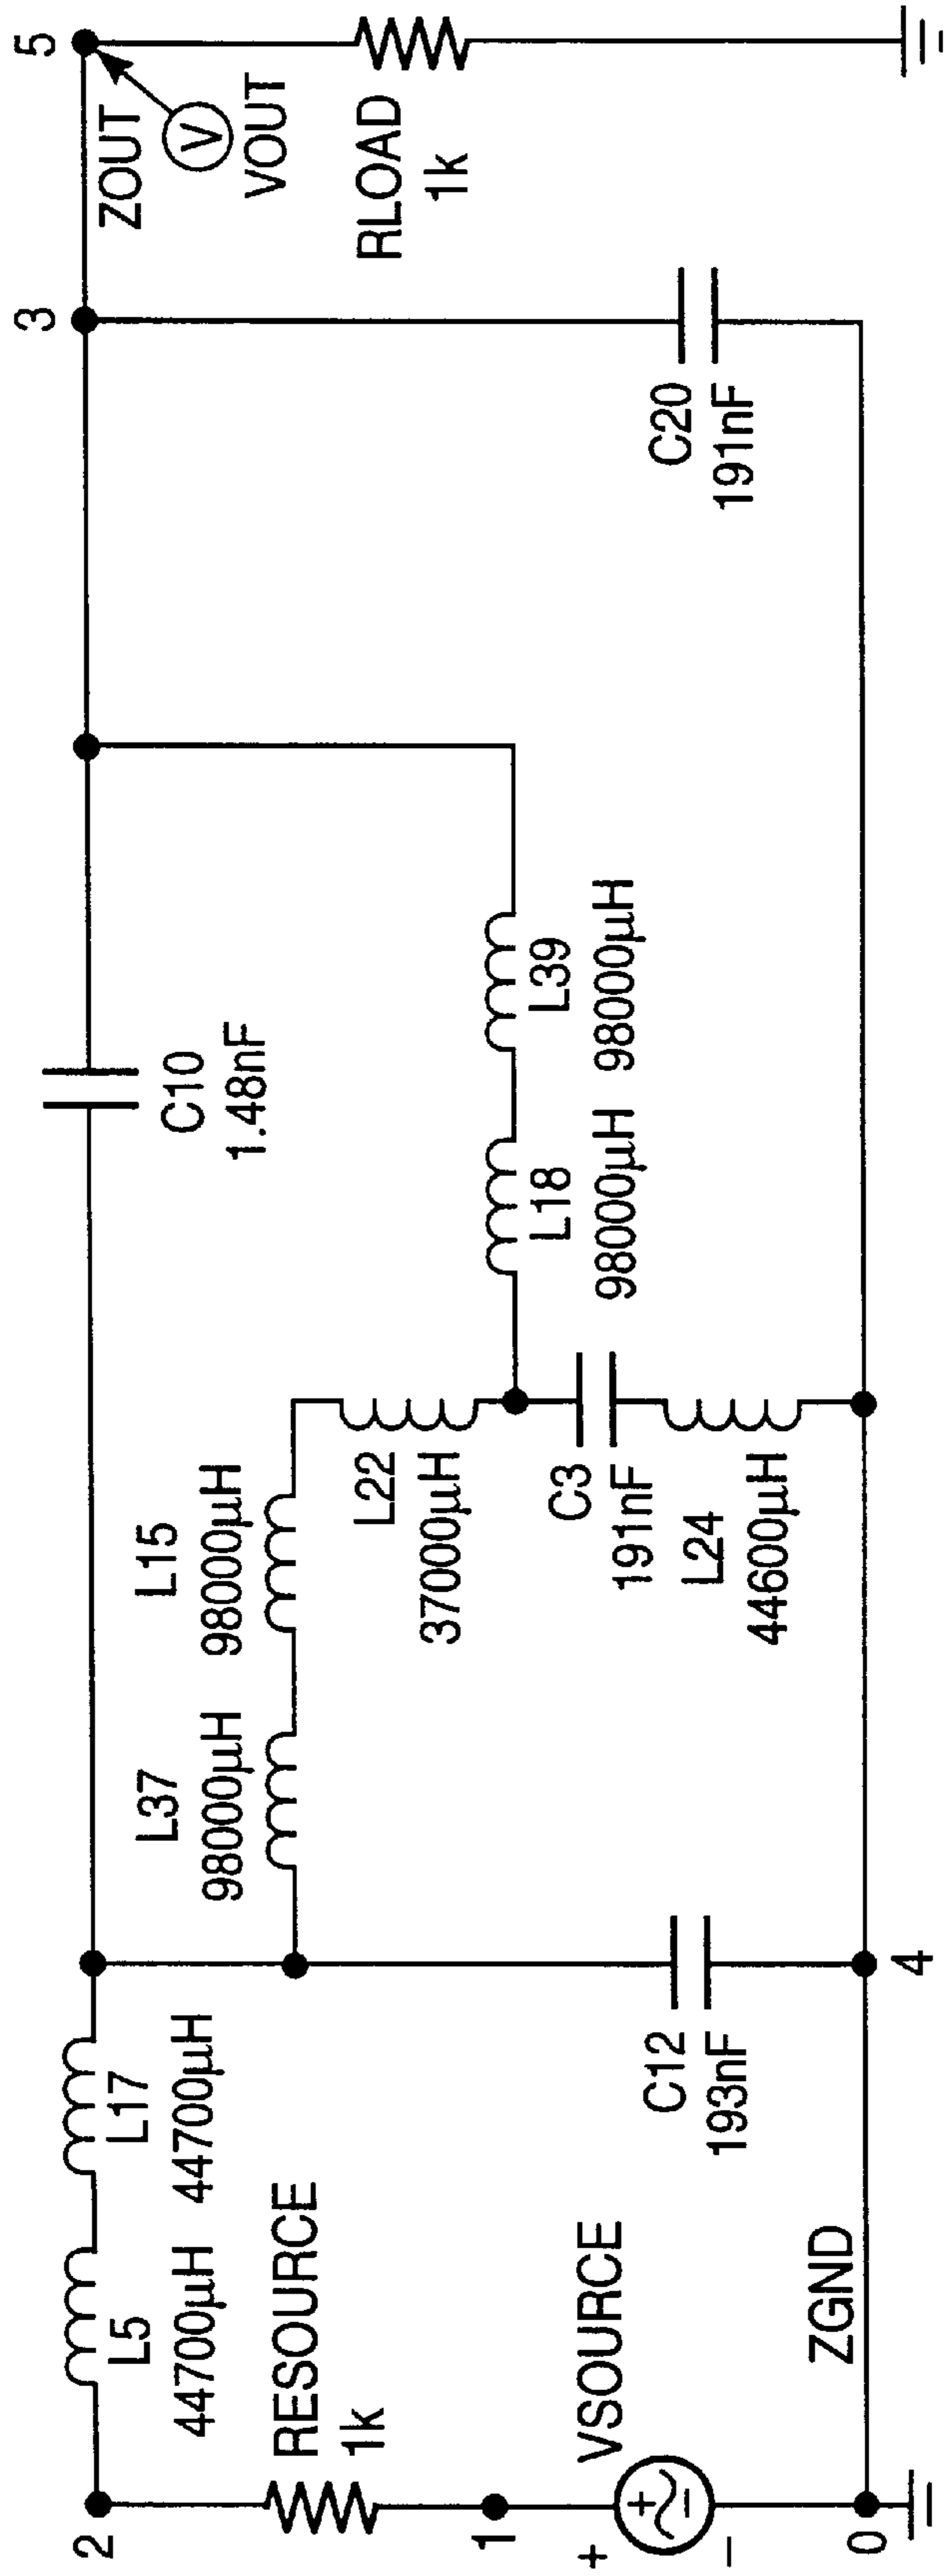 2
L5
44700µH
L17
44700µH
RESOURCE
1k
1
+
VSOURCE
+
−
−
0
ZGND
C12
193nF
4
L37
98000µH
L15
98000µH
L22
37000µH
C3
191nF
L24
44600µH
L18
98000µH
L39
98000µH
C10
1.48nF
3
C20
191nF
5
ZOUT
V
VOUT
RLOAD
1k